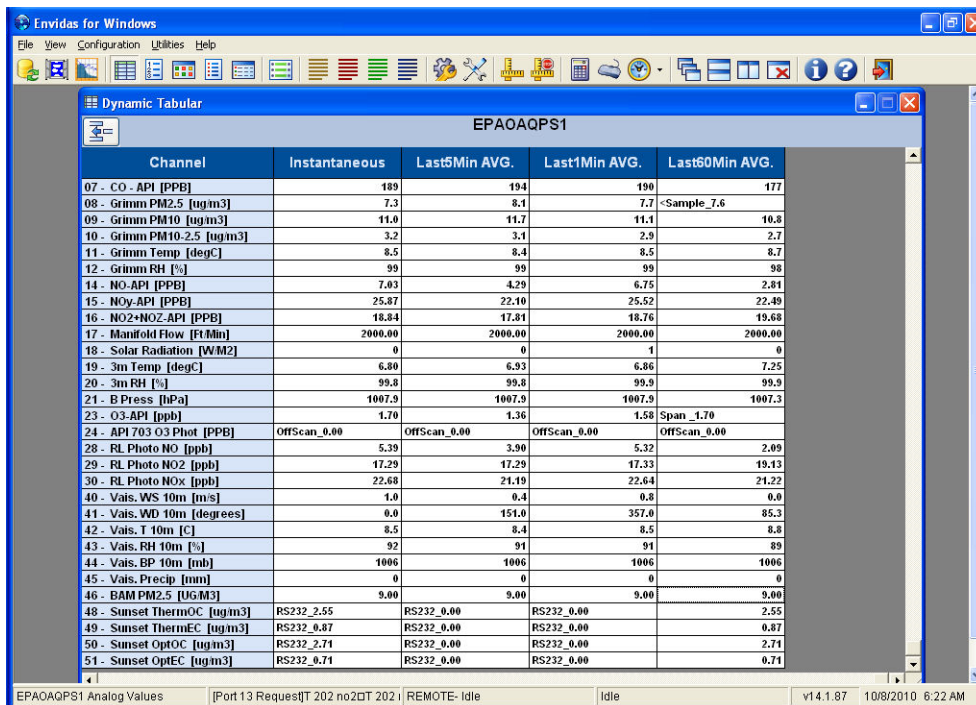 Envidas for Windows
File View Configuration Utilities Help
Dynamic Tabular
EPAOAQPS1
Channel Instantaneous Last5Min AVG. Last1Min AVG. Last60Min AVG.
07 - CO - API [PPB] 189 194 190 177
08 - Grimm PM2.5 [ug/m3] 7.3 8.1 7.7 <Sample_7.6
09 - Grimm PM10 [ug/m3] 11.0 11.7 11.1 10.8
10 - Grimm PM10-2.5 [ug/m3] 3.2 3.1 2.9 2.7
11 - Grimm Temp [degC] 8.5 8.4 8.5 8.7
12 - Grimm RH [%] 99 99 99 98
14 - NO-API [PPB] 7.03 4.29 6.75 2.81
15 - NOy-API [PPB] 25.87 22.10 25.52 22.49
16 - NO2+NOZ-API [PPB] 18.84 17.81 18.76 19.68
17 - Manifold Flow [Ft/Min] 2000.00 2000.00 2000.00 2000.00
18 - Solar Radiation [W/M2] 0 0 1 0
19 - 3m Temp [degC] 6.80 6.93 6.86 7.25
20 - 3m RH [%] 99.8 99.8 99.9 99.9
21 - B Press [hPa] 1007.9 1007.9 1007.9 1007.3
23 - O3-API [ppb] 1.70 1.36 1.58 Span _1.70
24 - API 703 O3 Phot [PPB] OffScan_0.00 OffScan_0.00 OffScan_0.00 OffScan_0.00
28 - RL Photo NO [ppb] 5.39 3.90 5.32 2.09
29 - RL Photo NO2 [ppb] 17.29 17.29 17.33 19.13
30 - RL Photo NOx [ppb] 22.68 21.19 22.64 21.22
40 - Vais. WS 10m [m/s] 1.0 0.4 0.8 0.0
41 - Vais. WD 10m [degrees] 0.0 151.0 357.0 85.3
42 - Vais. T 10m [C] 8.5 8.4 8.5 8.8
43 - Vais. RH 10m [%] 92 91 91 89
44 - Vais. BP 10m [mb] 1006 1006 1006 1006
45 - Vais. Precip [mm] 0 0 0 0
46 - BAM PM2.5 [UG/M3] 9.00 9.00 9.00 9.00
48 - Sunset ThermOC [ug/m3] RS232_2.55 RS232_0.00 RS232_0.00 2.55
49 - Sunset ThermEC [ug/m3] RS232_0.87 RS232_0.00 RS232_0.00 0.87
50 - Sunset OptOC [ug/m3] RS232_2.71 RS232_0.00 RS232_0.00 2.71
51 - Sunset OptEC [ug/m3] RS232_0.71 RS232_0.00 RS232_0.00 0.71
EPAOAQPS1 Analog Values [Port 13 Request]T 202 no2□T 202 REMOTE- Idle Idle v14.1.87 10/8/2010 6:22 AM